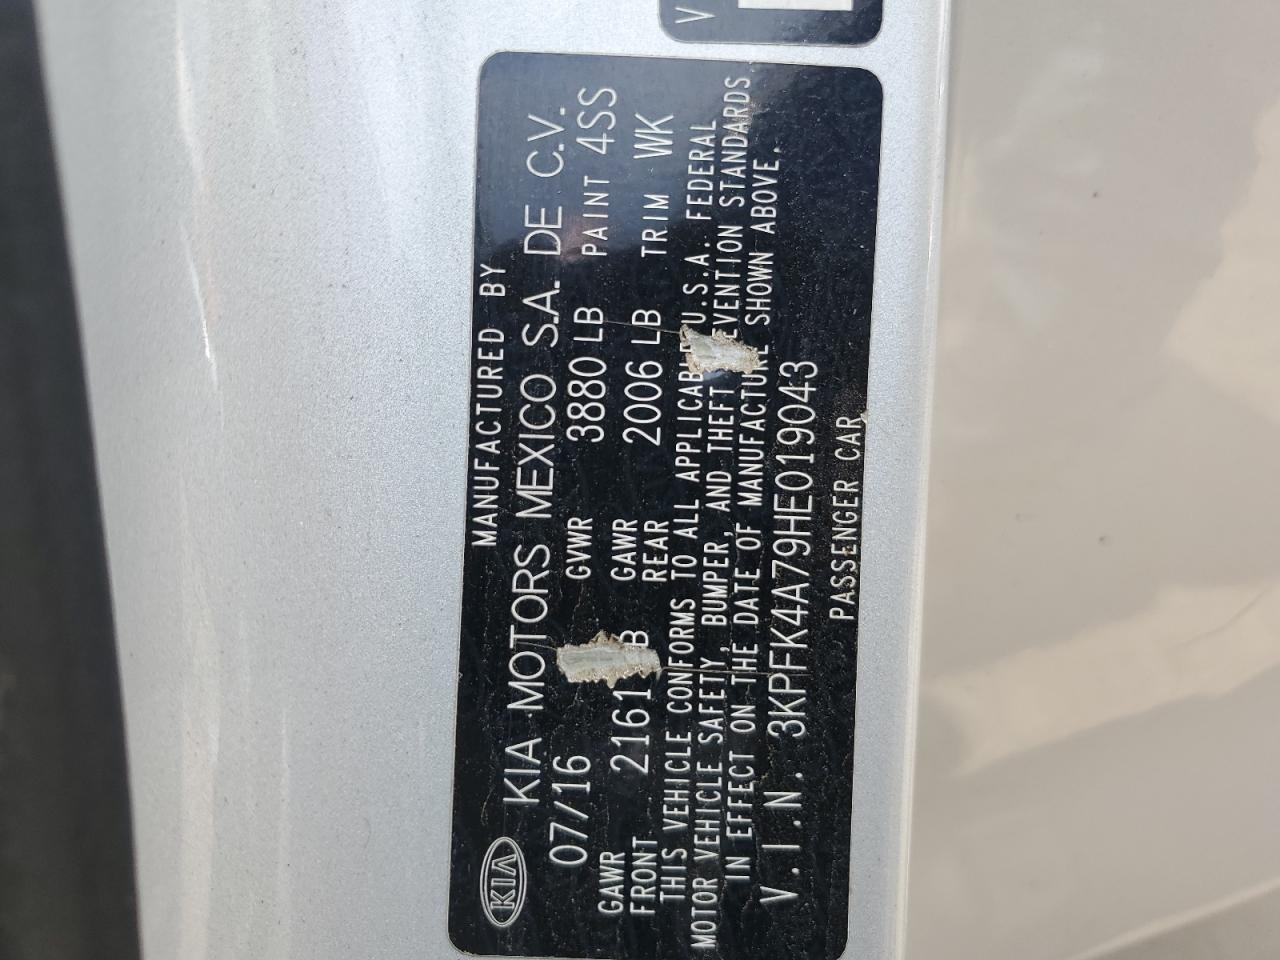 V
KIA
MANUFACTURED BY
KIA MOTORS MEXICO S.A. DE C.V.
07/16 GVWR 3880 LB PAINT 4SS
GAWR FRONT 2161 B GAWR REAR 2006 LB TRIM WK
THIS VEHICLE CONFORMS TO ALL APPLICABLE U.S.A. FEDERAL
MOTOR VEHICLE SAFETY, BUMPER, AND THEFT EVENTION STANDARDS
IN EFFECT ON THE DATE OF MANUFACTURE SHOWN ABOVE.
V.I.N. 3KPFK4A79HE019043
PASSENGER CAR